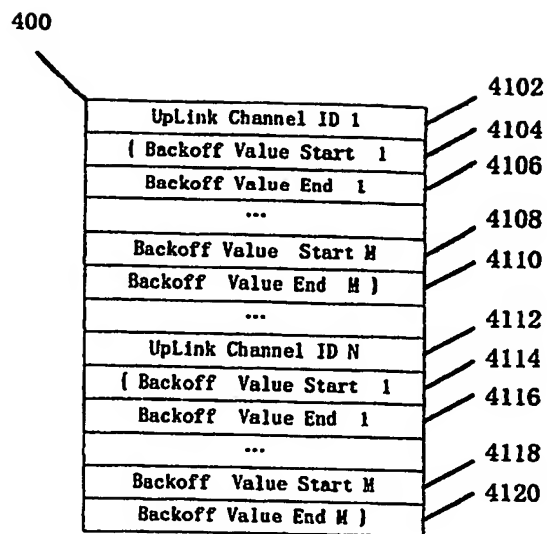 400
UpLink Channel ID 1 4102
{ Backoff Value Start 1 4104
Backoff Value End 1 4106
...
Backoff Value Start M 4108
Backoff Value End M } 4110
...
UpLink Channel ID N 4112
{ Backoff Value Start 1 4114
Backoff Value End 1 4116
...
Backoff Value Start M 4118
Backoff Value End M } 4120